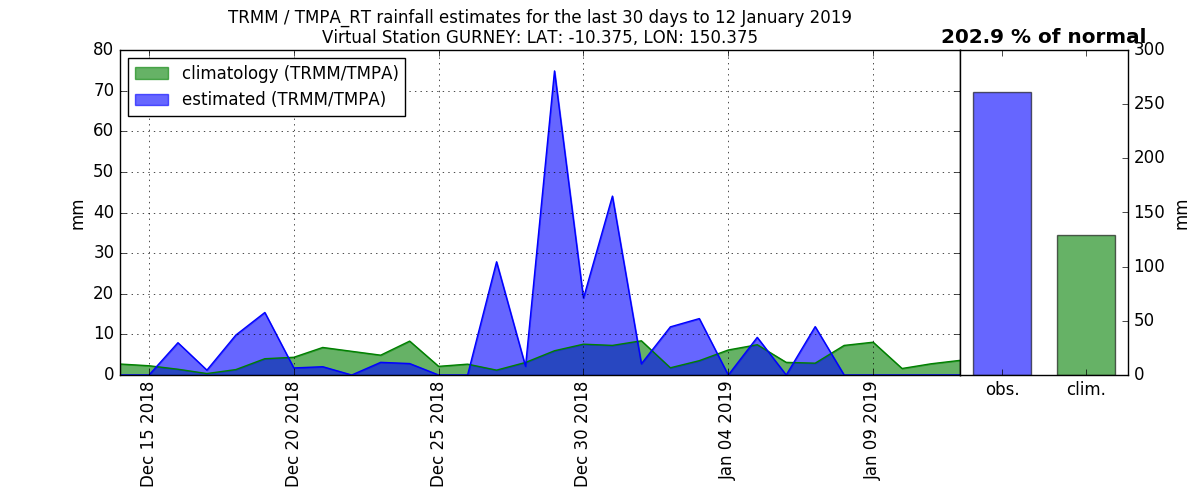 TRMM / TMPA_RT rainfall estimates for the last 30 days to 12 January 2019
Virtual Station GURNEY: LAT: -10.375, LON: 150.375
202.9 % of normal
climatology (TRMM/TMPA)
estimated (TRMM/TMPA)
mm
80
70
60
50
40
30
20
10
0
Dec 15 2018
Dec 20 2018
Dec 25 2018
Dec 30 2018
Jan 04 2019
Jan 09 2019
obs.
clim.
300
250
200
150
100
50
0
mm